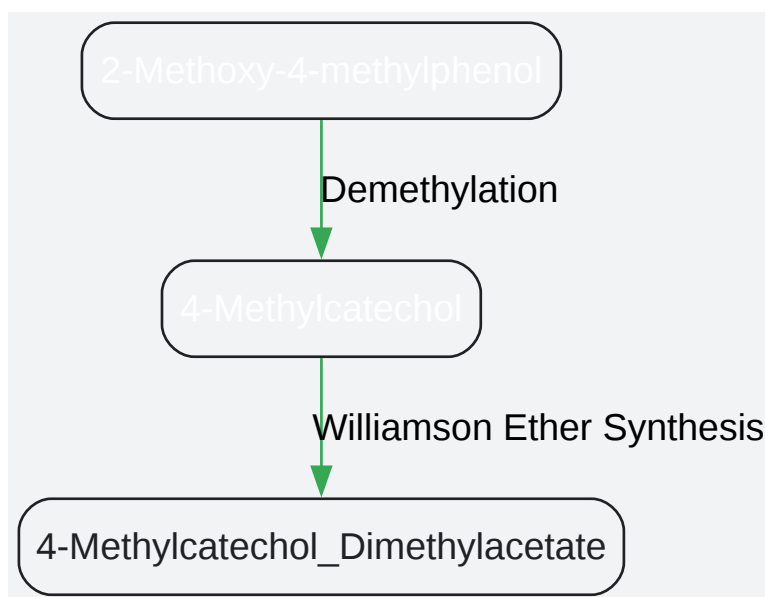 2-Methoxy-4-methylphenol
Demethylation
4-Methylcatechol
Williamson Ether Synthesis
4-Methylcatechol_Dimethylacetate